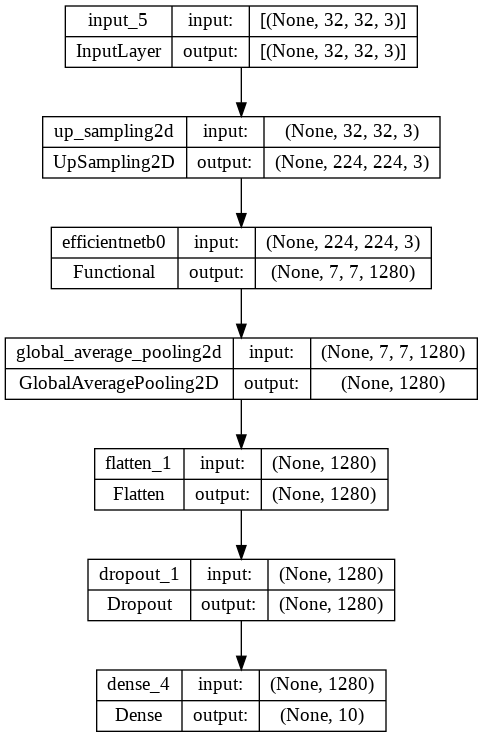 input_5 input: [(None, 32, 32, 3)]
InputLayer output: [(None, 32, 32, 3)]
up_sampling2d input: (None, 32, 32, 3)
UpSampling2D output: (None, 224, 224, 3)
efficientnetb0 input: (None, 224, 224, 3)
Functional output: (None, 7, 7, 1280)
global_average_pooling2d input: (None, 7, 7, 1280)
GlobalAveragePooling2D output: (None, 1280)
flatten_1 input: (None, 1280)
Flatten output: (None, 1280)
dropout_1 input: (None, 1280)
Dropout output: (None, 1280)
dense_4 input: (None, 1280)
Dense output: (None, 10)